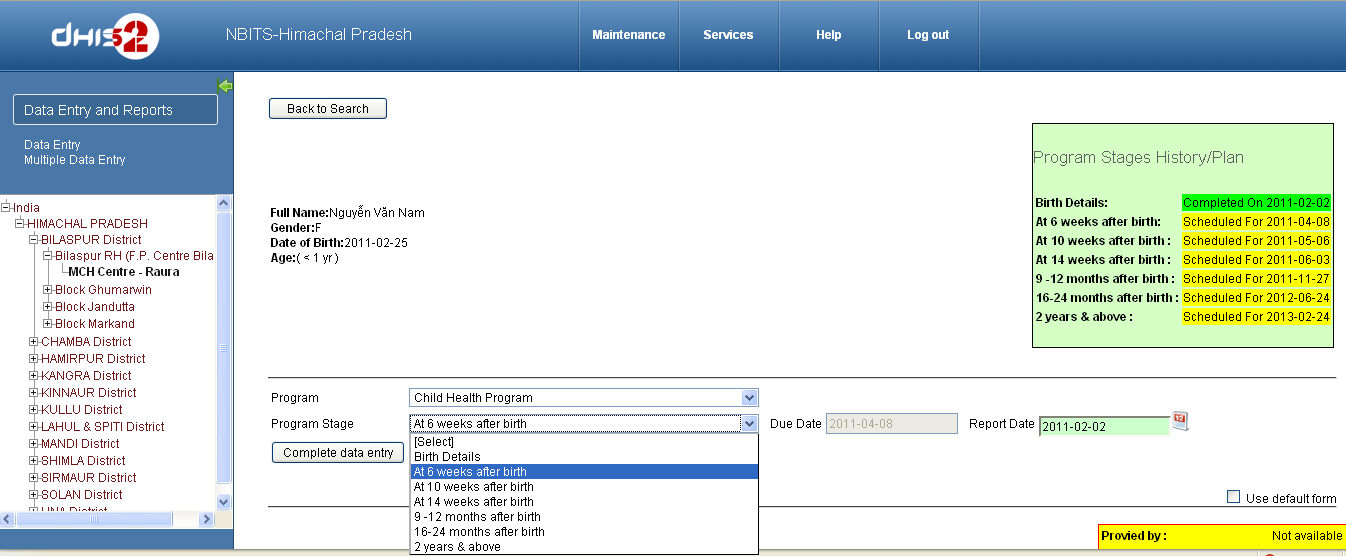 dHIS2
NBITS-Himachal Pradesh
Maintenance
Services
Help
Log out
Data Entry and Reports
Data Entry
Multiple Data Entry
India
HIMACHAL PRADESH
BILASPUR District
Bilaspur RH (F.P. Centre Bila
MCH Centre - Raura
Block Ghumarwin
Block Jandutta
Block Markand
CHAMBA District
HAMIRPUR District
KANGRA District
KINNAUR District
KULLU District
LAHUL & SPITI District
MANDI District
SHIMLA District
SIRMAUR District
SOLAN District
UNA District
Back to Search
Full Name:Nguyễn Văn Nam
Gender:F
Date of Birth:2011-02-25
Age:( < 1 yr )
Program Stages History/Plan
Birth Details: Completed On 2011-02-02
At 6 weeks after birth: Scheduled For 2011-04-08
At 10 weeks after birth : Scheduled For 2011-05-06
At 14 weeks after birth : Scheduled For 2011-06-03
9 -12 months after birth : Scheduled For 2011-11-27
16-24 months after birth : Scheduled For 2012-06-24
2 years & above : Scheduled For 2013-02-24
Program Child Health Program
Program Stage At 6 weeks after birth Due Date 2011-04-08 Report Date 2011-02-02
12
Complete data entry
[Select]
Birth Details
At 6 weeks after birth
At 10 weeks after birth
At 14 weeks after birth
9 -12 months after birth
16-24 months after birth
2 years & above
Use default form
Provied by : Not available